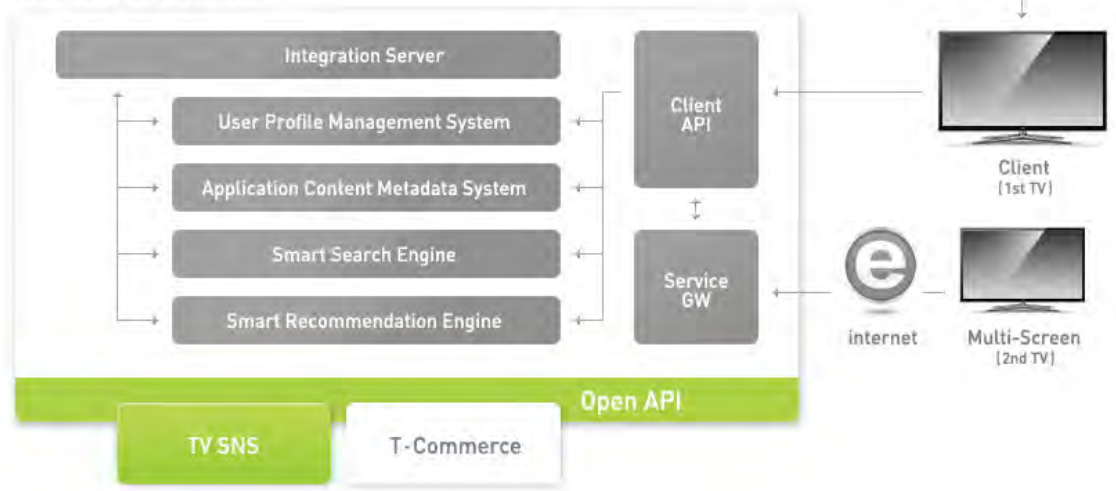 Integration Server
User Profile Management System
Application Content Metadata System
Smart Search Engine
Smart Recommendation Engine
Client
API
Service
GW
Client
(1st TV)
internet
Multi-Screen
(2nd TV)
Open API
TV SNS
T-Commerce